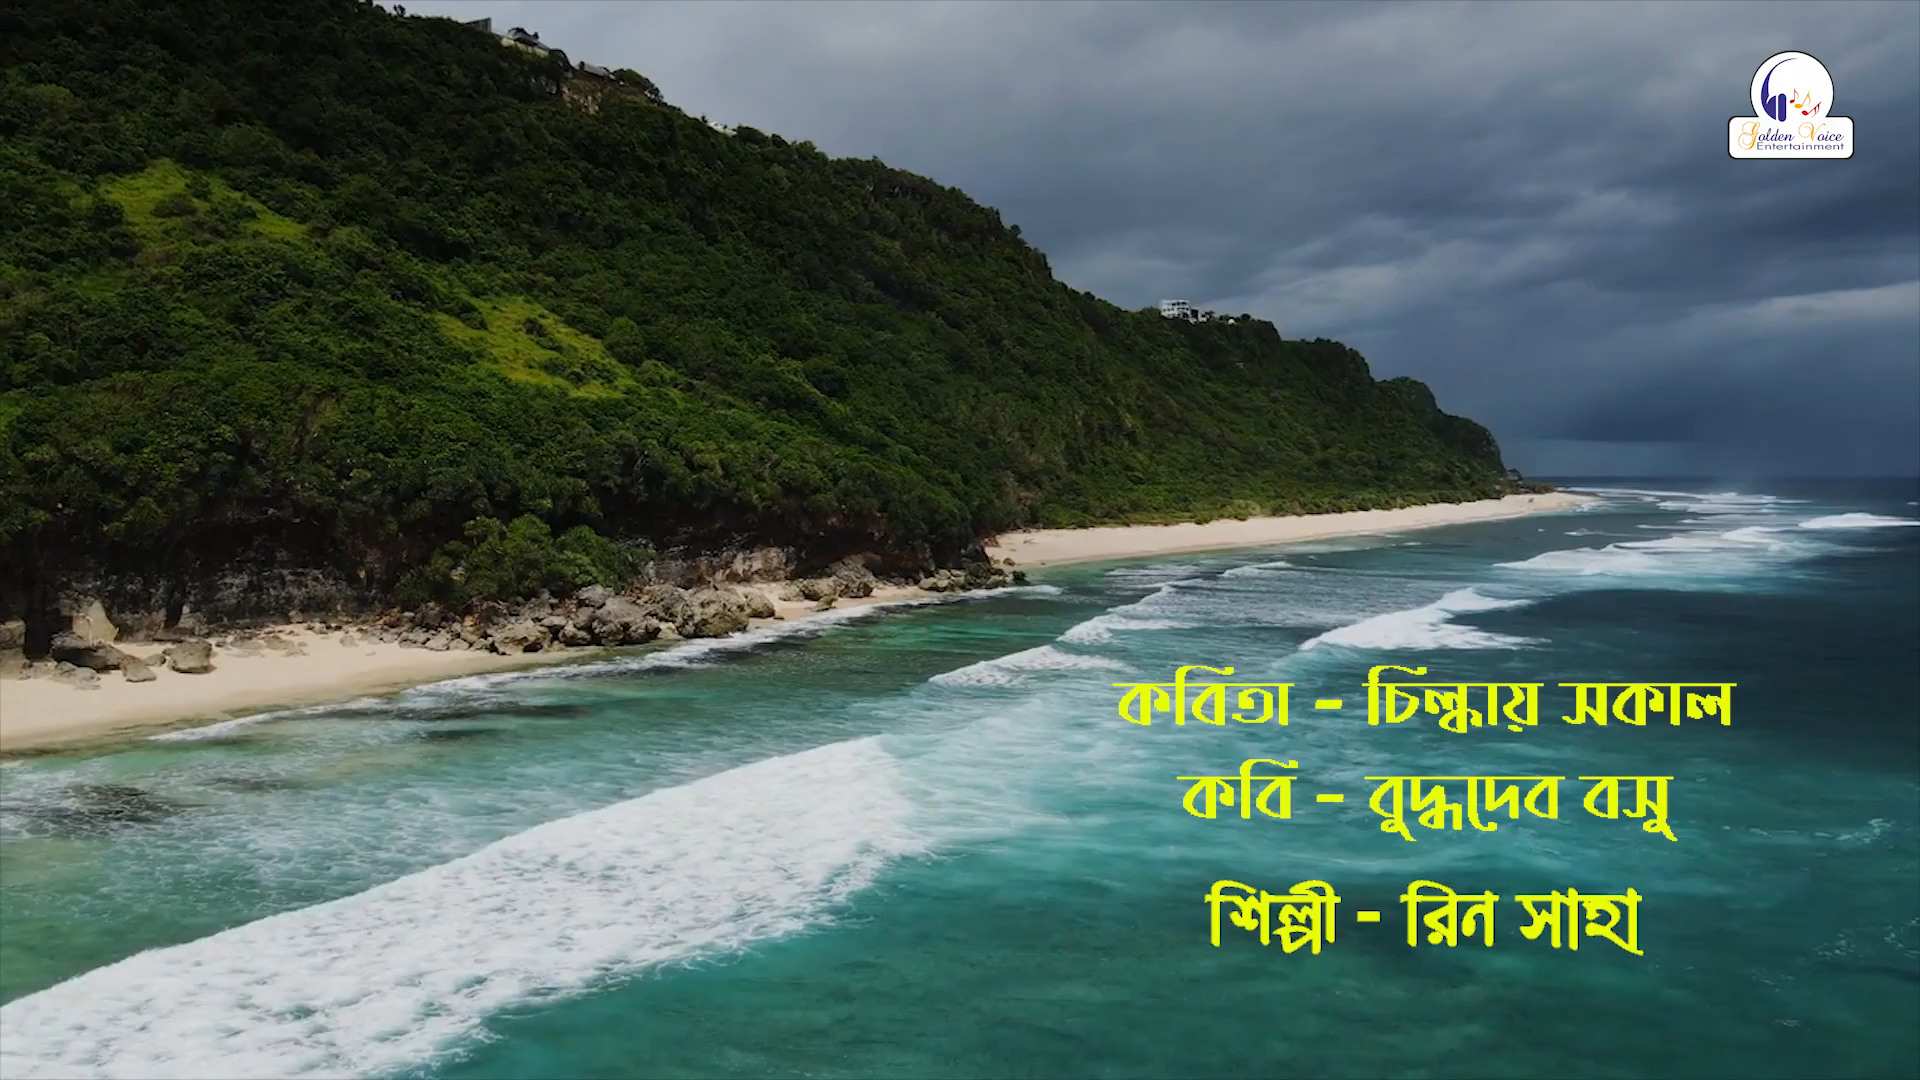 Golden Voice
Entertainment
কবিতা - চিল্কায় সকাল
কবি - বুদ্ধদেব বসু
শিল্পী - রিন সাহা